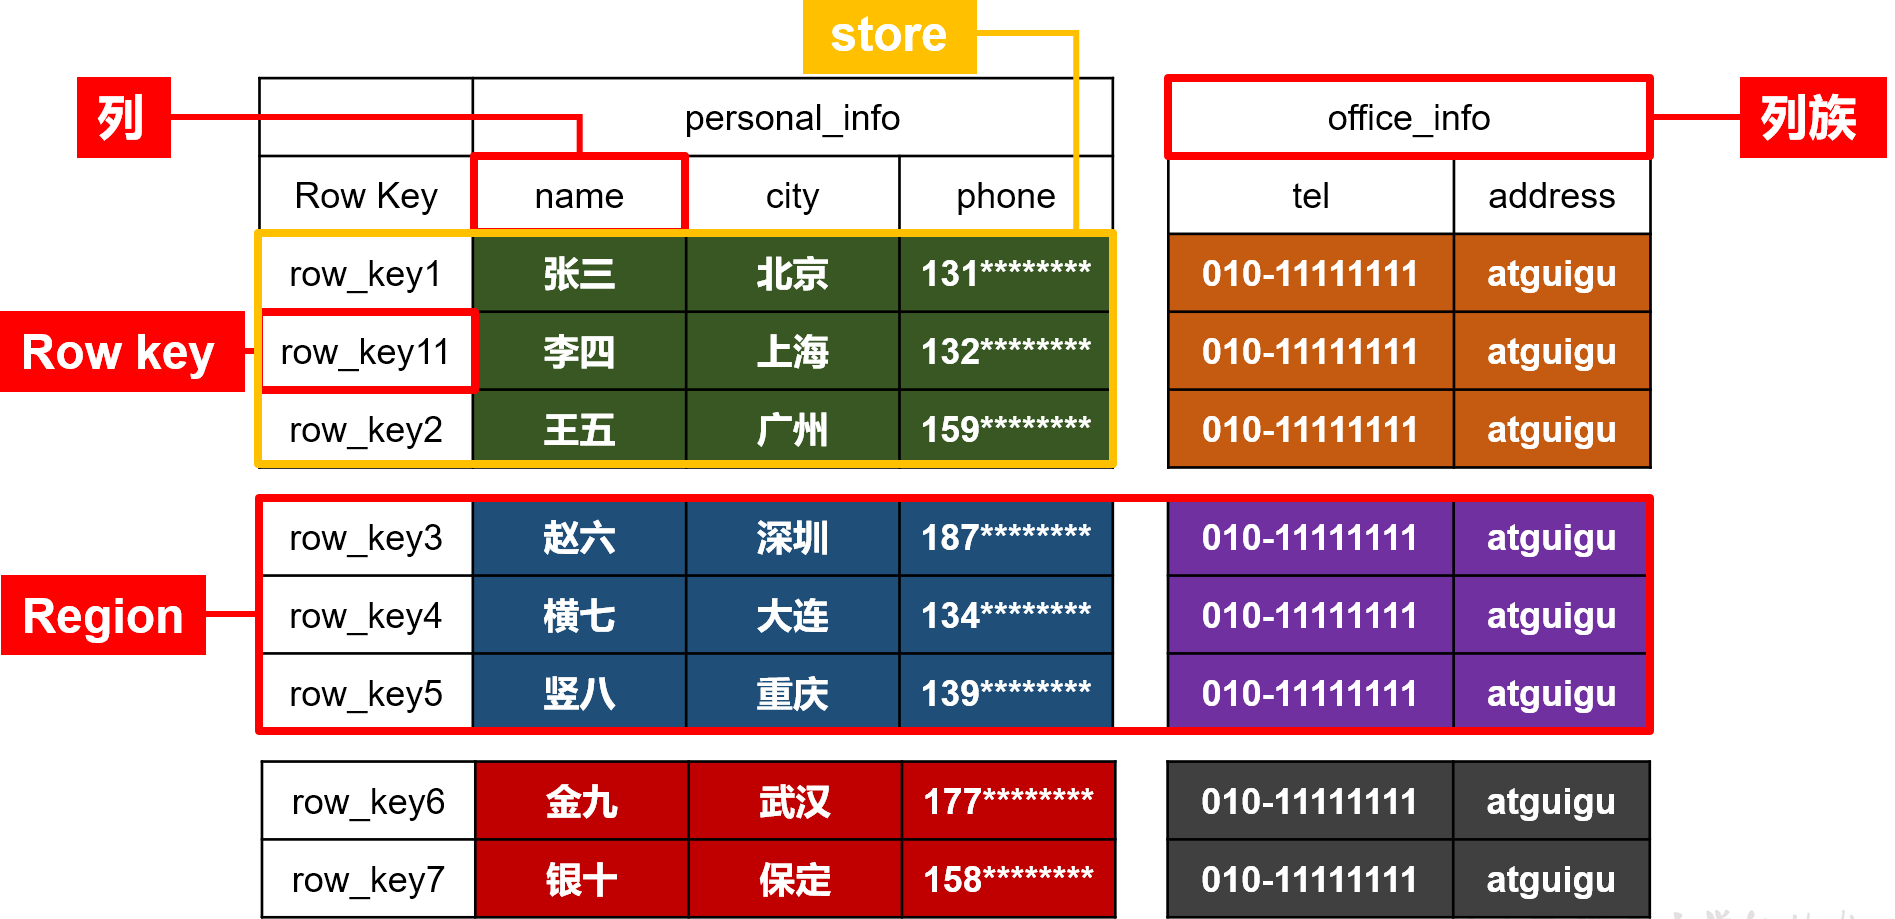 store
列 personal_info office_info 列族
Row Key name city phone tel address
row_key1 张三 北京 131******** 010-11111111 atguigu
Row key row_key11 李四 上海 132******** 010-11111111 atguigu
row_key2 王五 广州 159******** 010-11111111 atguigu
row_key3 赵六 深圳 187******** 010-11111111 atguigu
Region row_key4 横七 大连 134******** 010-11111111 atguigu
row_key5 竖八 重庆 139******** 010-11111111 atguigu
row_key6 金九 武汉 177******** 010-11111111 atguigu
row_key7 银十 保定 158******** 010-11111111 atguigu